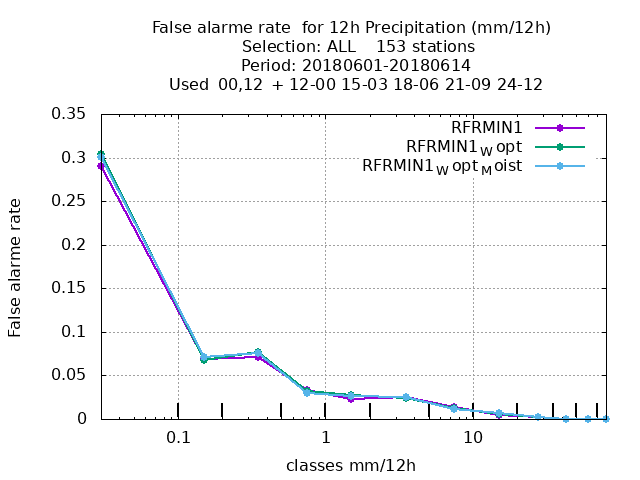 False alarme rate  for 12h Precipitation (mm/12h)
Selection: ALL    153 stations
Period: 20180601-20180614
Used  00,12  + 12-00 15-03 18-06 21-09 24-12
RFRMIN1
RFRMIN1W opt
RFRMIN1W optM oist
0.35
0.3
0.25
0.2
0.15
0.1
0.05
0
False alarme rate
0.1 1 10
classes mm/12h